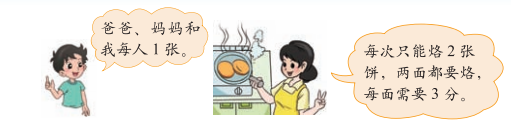 爸爸、妈妈和
我每人1张。
每次只能烙2张
饼，两面都要烙，
每面需要3分。